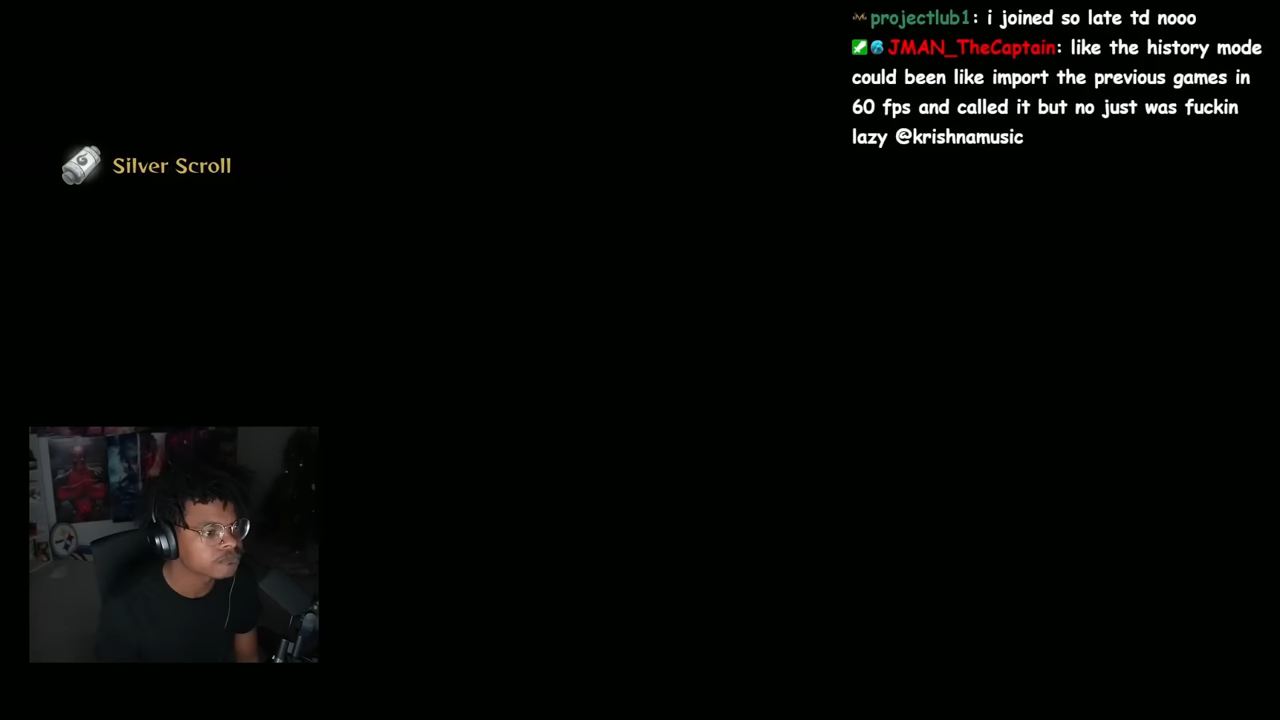 projectlub1: i joined so late td nooo
JMAN_TheCaptain: like the history mode
could been like import the previous games in
60 fps and called it but no just was fuckin
lazy @krishnamusic
Silver Scroll